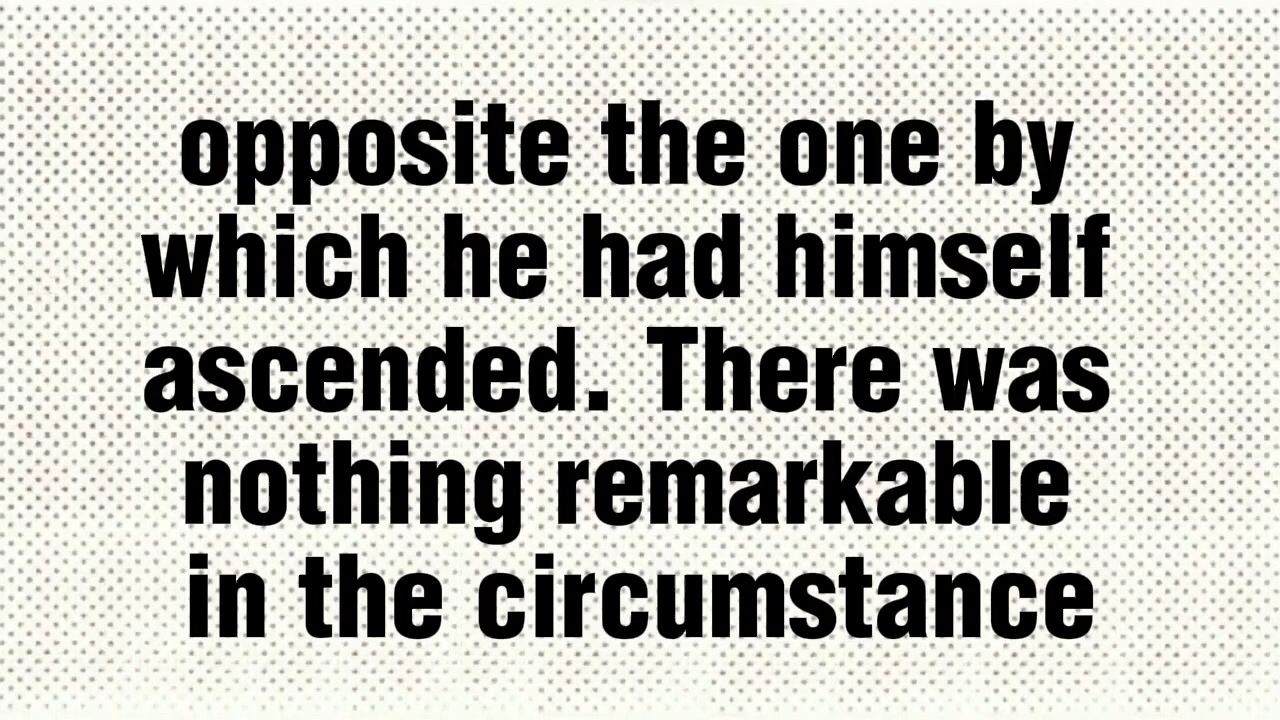 opposite the one by
which he had himself
ascended. There was
nothing remarkable
in the circumstance